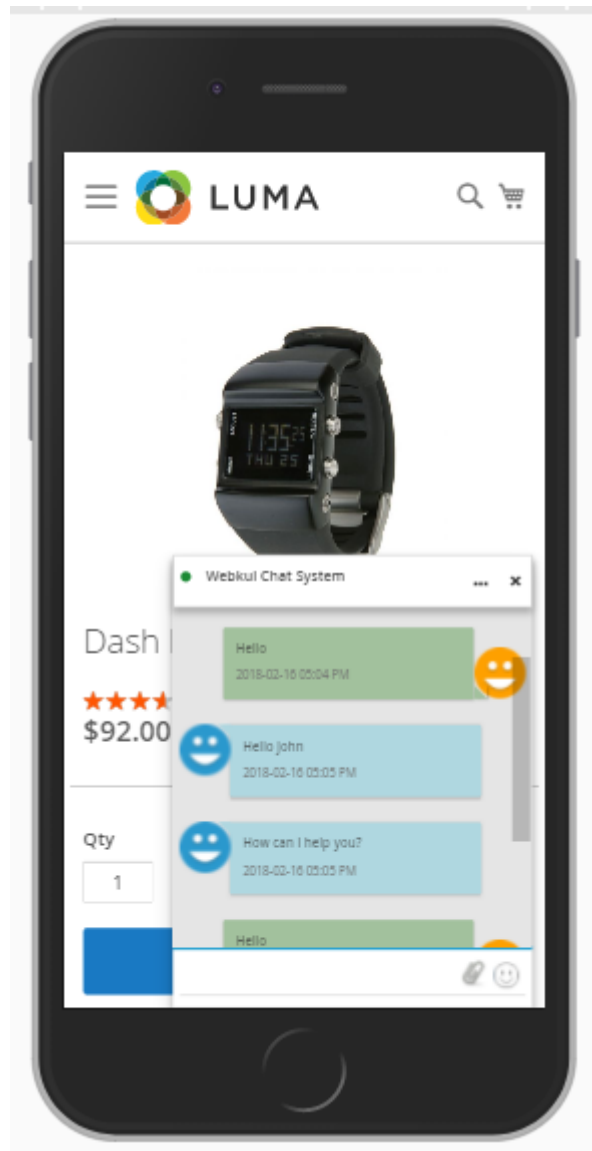 LUMA
11:35 25
THU 25
Webkul Chat System
Hello
2018-02-16 05:04 PM
Dash
$92.00
Hello John
2018-02-16 05:05 PM
How can I help you?
2018-02-16 05:05 PM
Qty
1
Hello